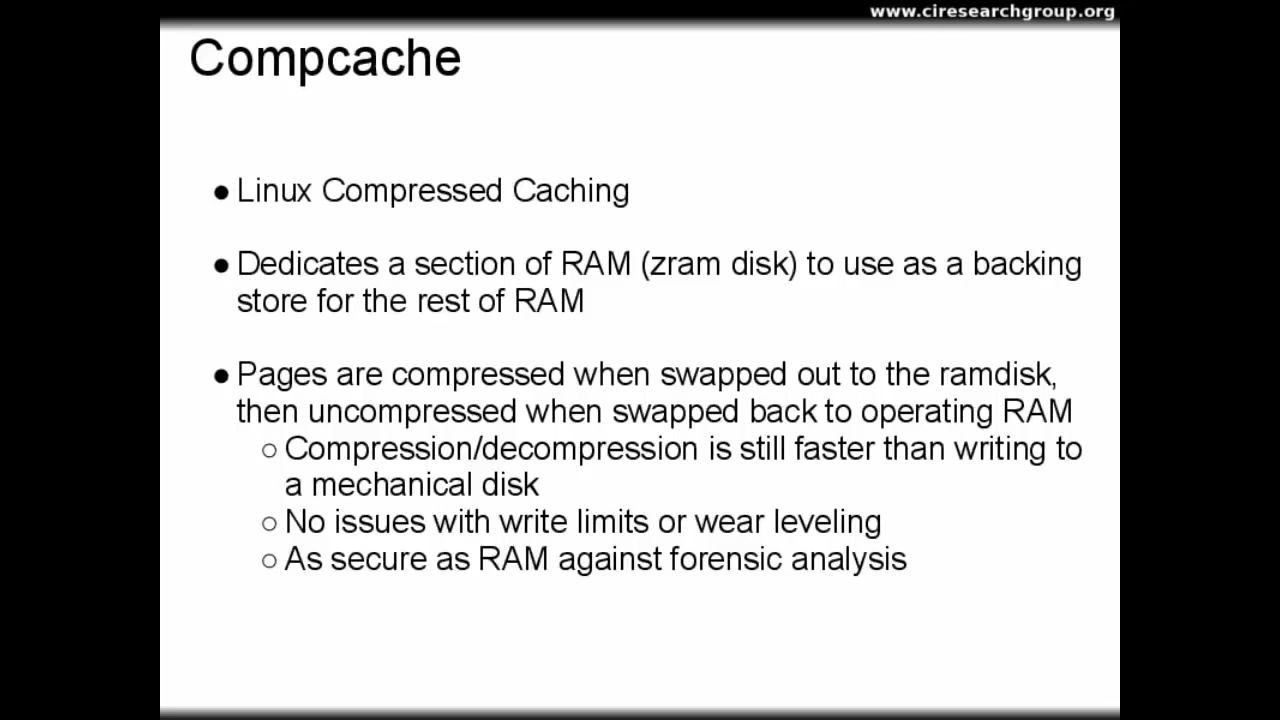 www.ciresearchgroup.org
Compcache
● Linux Compressed Caching
● Dedicates a section of RAM (zram disk) to use as a backing
store for the rest of RAM
● Pages are compressed when swapped out to the ramdisk,
then uncompressed when swapped back to operating RAM
○ Compression/decompression is still faster than writing to
a mechanical disk
○ No issues with write limits or wear leveling
○ As secure as RAM against forensic analysis